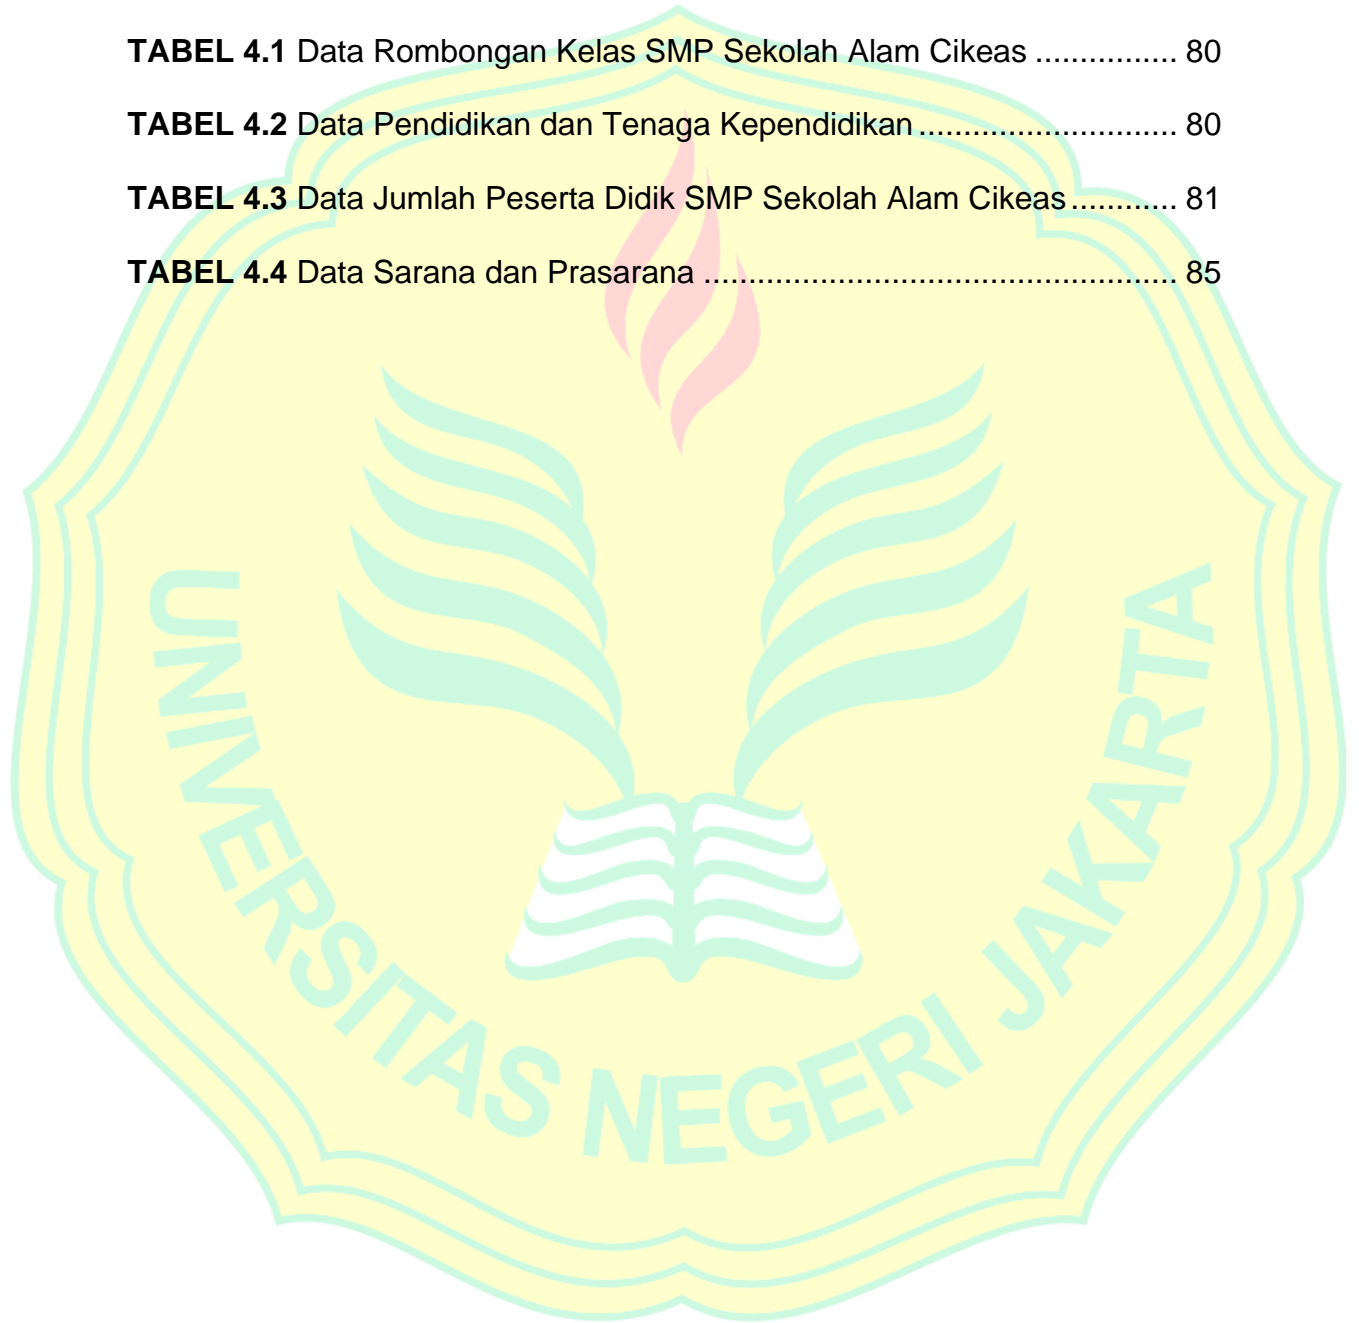 TABEL 4.1 Data Rombongan Kelas SMP Sekolah Alam Cikeas ................ 80
TABEL 4.2 Data Pendidikan dan Tenaga Kependidikan ............................. 80
TABEL 4.3 Data Jumlah Peserta Didik SMP Sekolah Alam Cikeas ............ 81
TABEL 4.4 Data Sarana dan Prasarana ..................................................... 85
UNIVERSITAS NEGERI JAKARTA